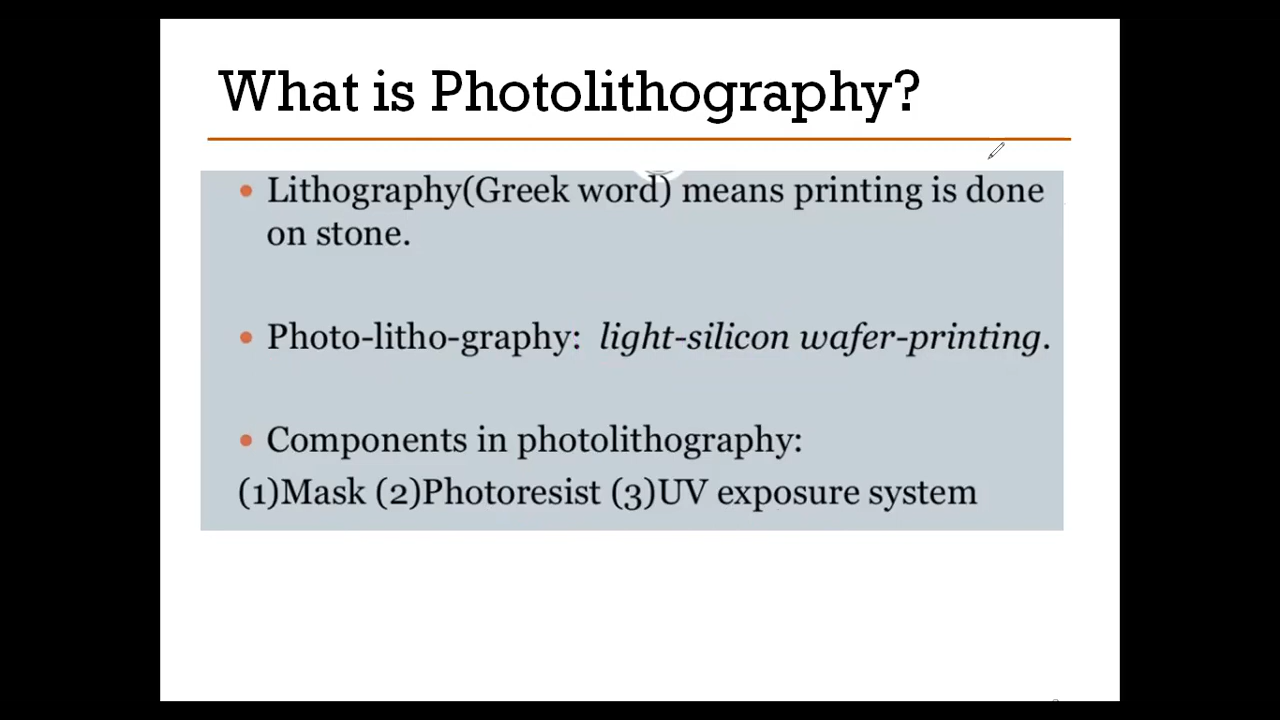 What is Photolithography?
• Lithography(Greek word) means printing is done
on stone.
• Photo-litho-graphy: light-silicon wafer-printing.
• Components in photolithography:
(1)Mask (2)Photoresist (3)UV exposure system